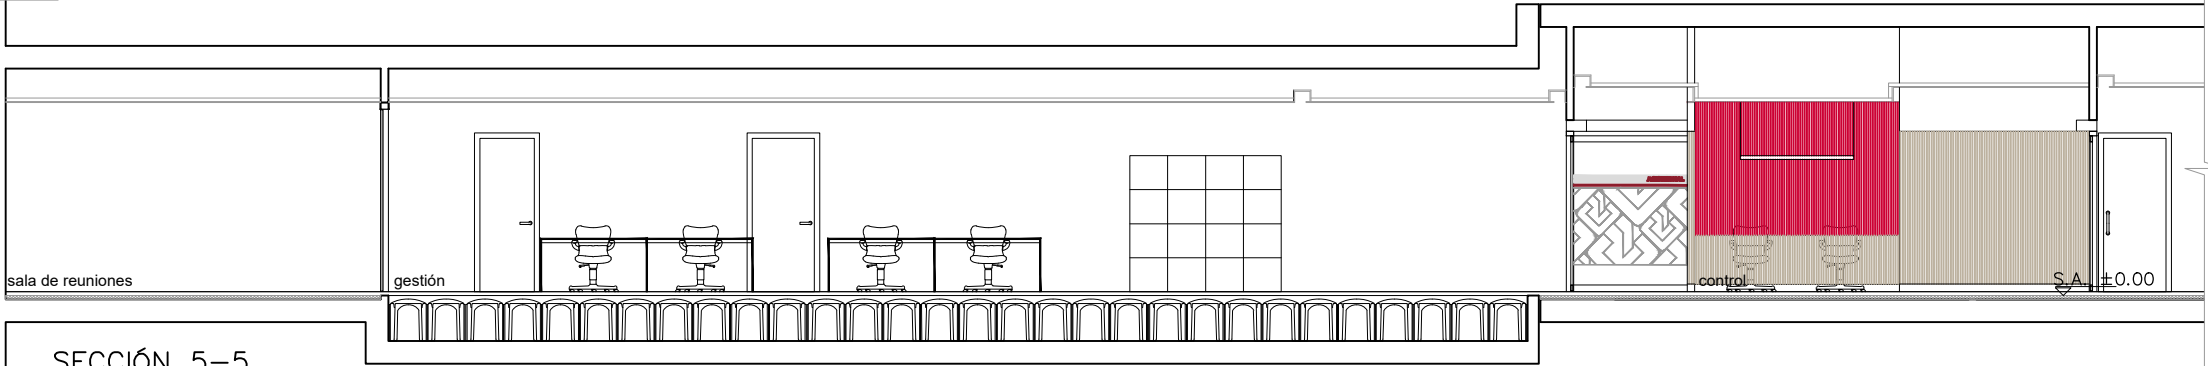 sala de reuniones
gestión
control
S.A. ±0.00
SECCIÓN 5-5